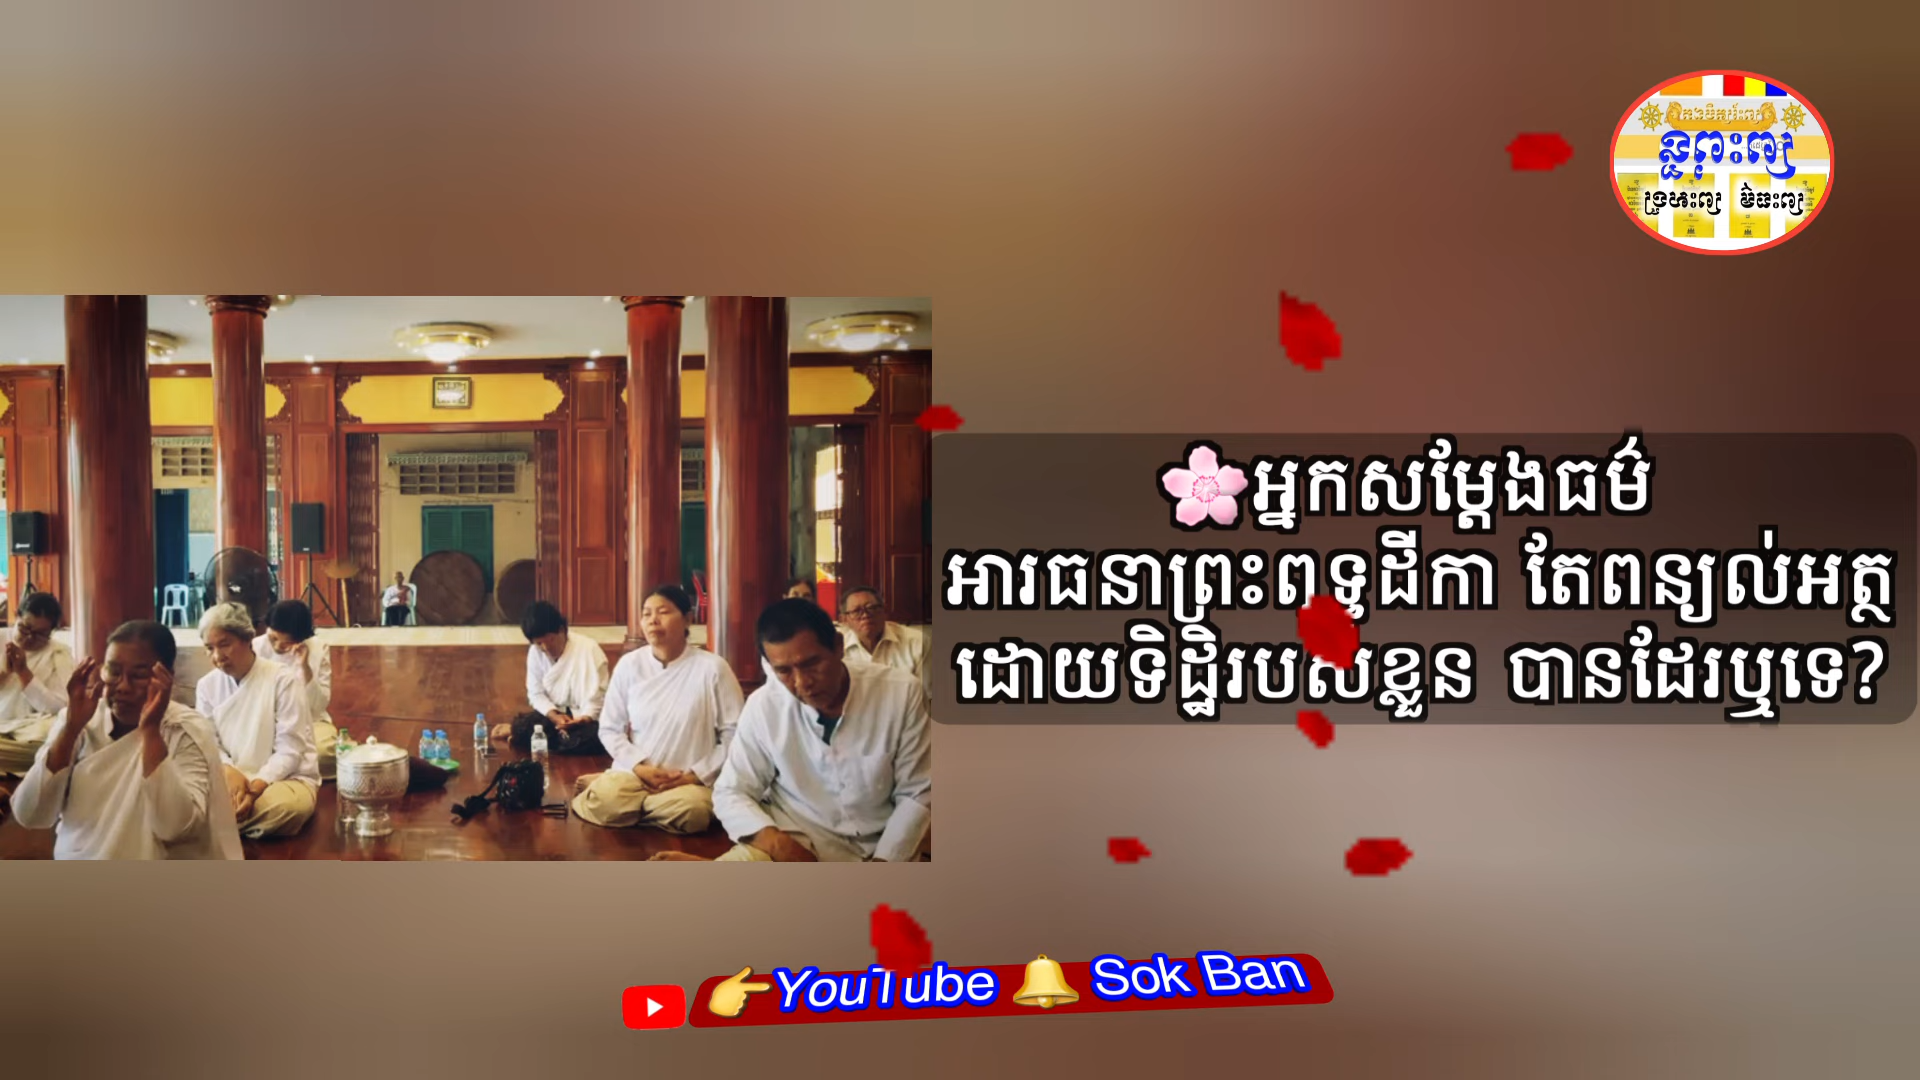 🌸អ្នកសម្ដែងធម៌
អារធនាព្រះពុទ្ធដីកា តែពន្យល់អត្ថ
ដោយទិដ្ឋិរបស់ខ្លួន បានដែរឬទេ?
👉YouTube 🔔 Sok Ban